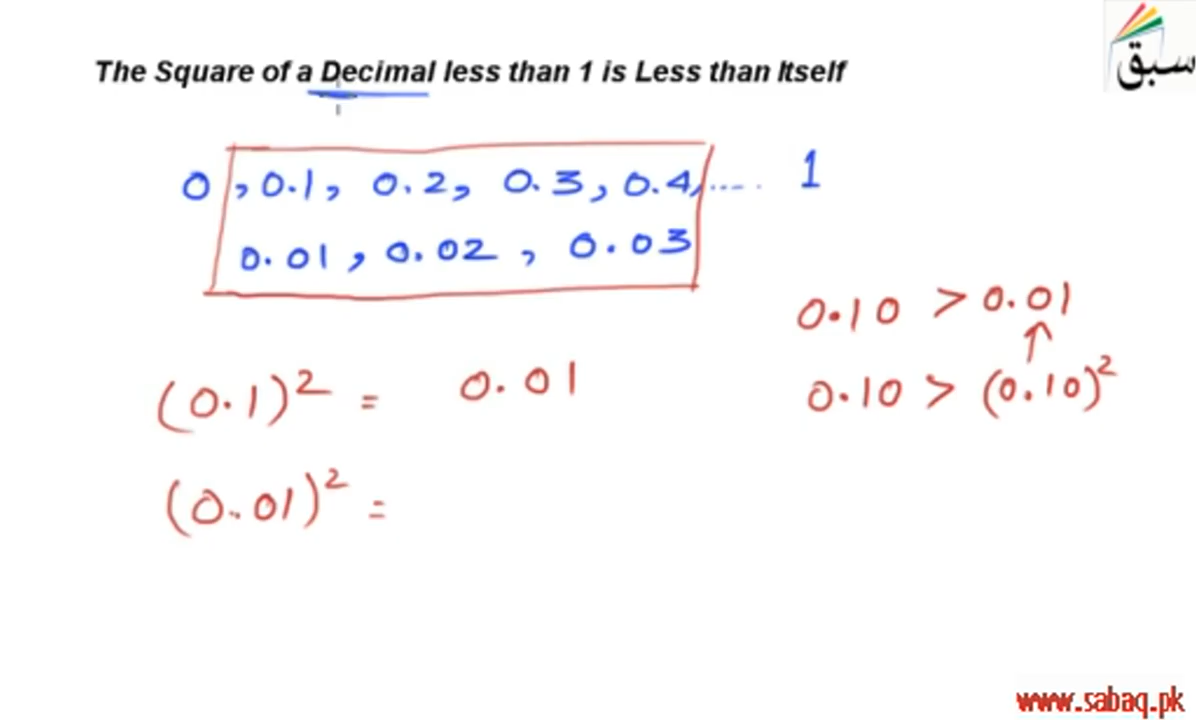 سبق
The Square of a Decimal less than 1 is Less than Itself
0 , 0.1 , 0.2 , 0.3 , 0.4 , ..... 1
0.01 , 0.02 , 0.03
0.10 > 0.01
(0.1)² = 0.01
0.10 > (0.10)²
(0.01)² =
www.sabaq.pk